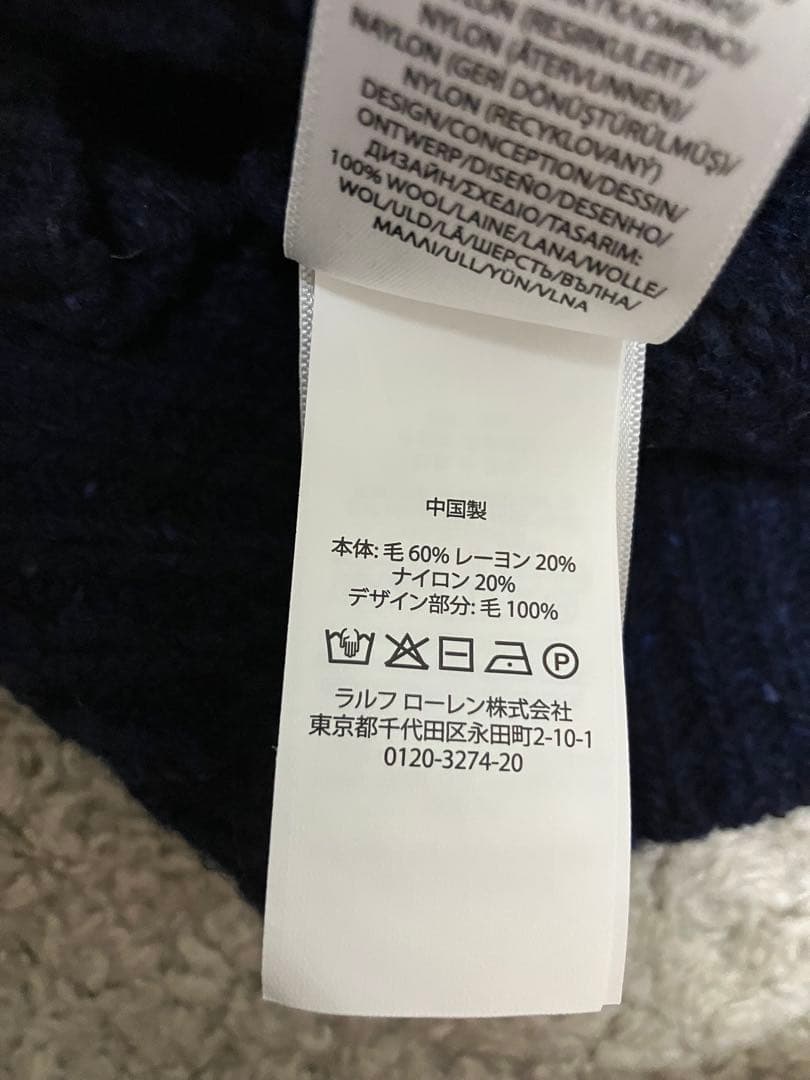 NYLON (RESIRKULERT)/
NYLON (ÅTERVUNNEN)/
NAYLON (GERİ DÖNÜŞTÜRÜLMÜŞ)/
NYLON (RECYKLOVANÝ)
DESIGN/CONCEPTION/DESSIN/
ONTWERP/DISEÑO/DESENHO/
ДИЗАЙН/ΣΧΕΔΙΟ/TASARIM:
100% WOOL/LAINE/LANA/WOLLE/
WOL/ULD/LÃ/ШЕРСТЬ/ВЪЛНА/
ΜΑΛΛΙ/ULL/YÜN/VLNA
中国製
本体: 毛 60% レーヨン 20%
ナイロン 20%
デザイン部分: 毛 100%
P
ラルフ ローレン株式会社
東京都千代田区永田町2-10-1
0120-3274-20